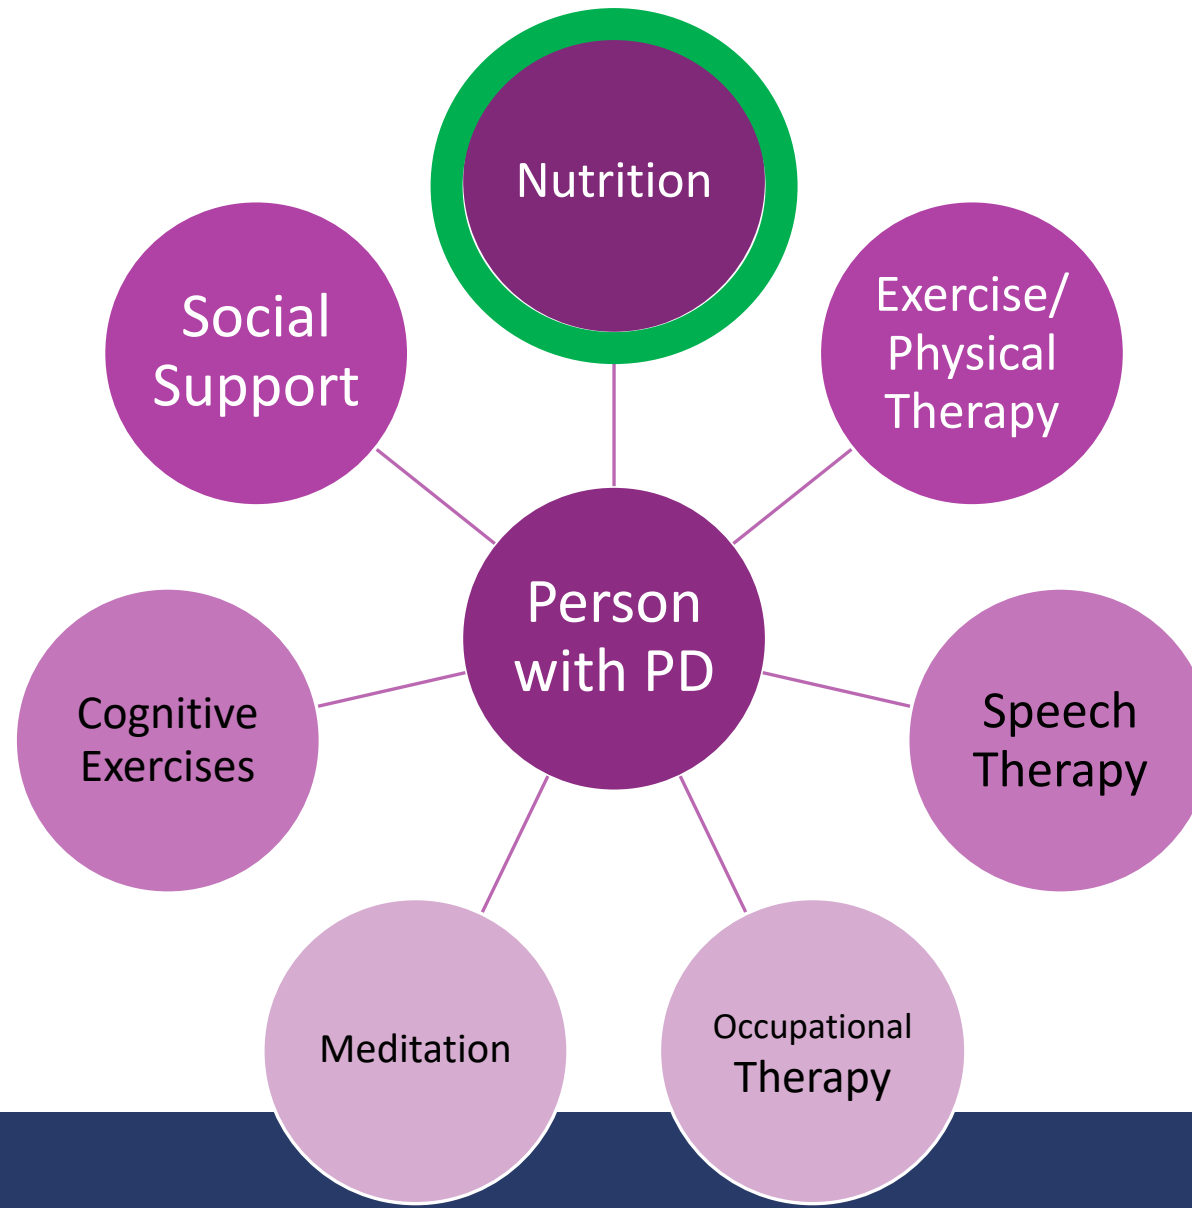 Nutrition
Social
Support
Exercise/
Physical
Therapy
Person
with PD
Cognitive
Exercises
Speech
Therapy
Meditation
Occupational
Therapy